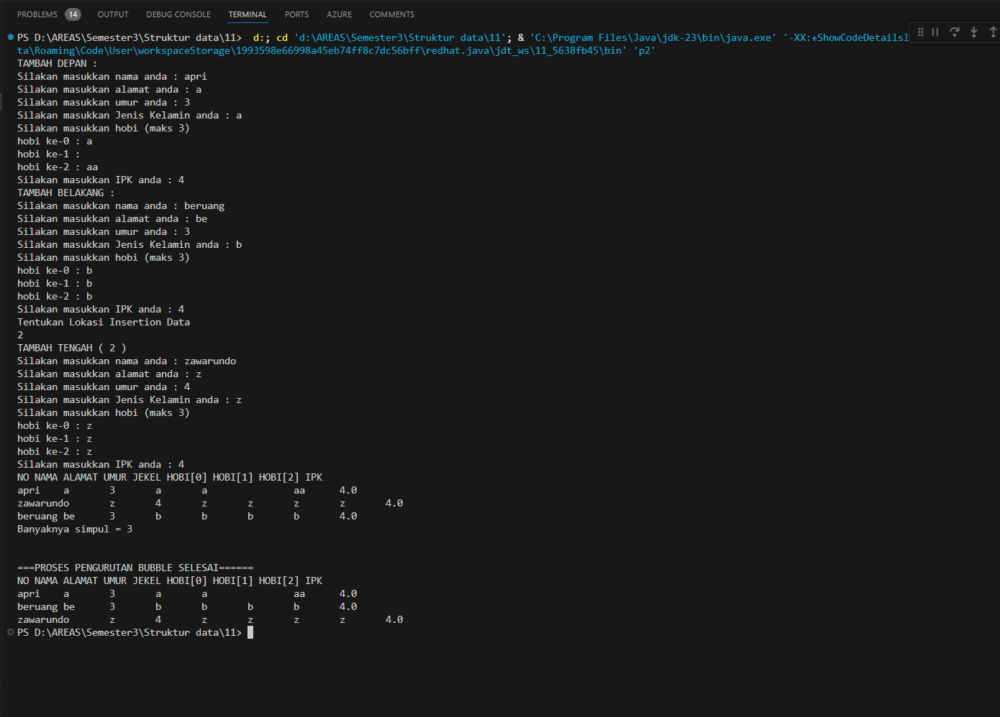 PROBLEMS 14 OUTPUT DEBUG CONSOLE TERMINAL PORTS AZURE COMMENTS
PS D:\AREAS\Semester3\Struktur data\11>  d:; cd 'd:\AREAS\Semester3\Struktur data\11'; & 'C:\Program Files\Java\jdk-23\bin\java.exe' '-XX:+ShowCodeDetailsI
ta\Roaming\Code\User\workspaceStorage\1993598e66998a45eb74ff8c7dc56bff\redhat.java\jdt_ws\11_5638fb45\bin' 'p2'
TAMBAH DEPAN :
Silakan masukkan nama anda : apri
Silakan masukkan alamat anda : a
Silakan masukkan umur anda : 3
Silakan masukkan Jenis Kelamin anda : a
Silakan masukkan hobi (maks 3)
hobi ke-0 : a
hobi ke-1 :
hobi ke-2 : aa
Silakan masukkan IPK anda : 4
TAMBAH BELAKANG :
Silakan masukkan nama anda : beruang
Silakan masukkan alamat anda : be
Silakan masukkan umur anda : 3
Silakan masukkan Jenis Kelamin anda : b
Silakan masukkan hobi (maks 3)
hobi ke-0 : b
hobi ke-1 : b
hobi ke-2 : b
Silakan masukkan IPK anda : 4
Tentukan Lokasi Insertion Data
2
TAMBAH TENGAH ( 2 )
Silakan masukkan nama anda : zawarundo
Silakan masukkan alamat anda : z
Silakan masukkan umur anda : 4
Silakan masukkan Jenis Kelamin anda : z
Silakan masukkan hobi (maks 3)
hobi ke-0 : z
hobi ke-1 : z
hobi ke-2 : z
Silakan masukkan IPK anda : 4
NO NAMA ALAMAT UMUR JEKEL HOBI[0] HOBI[1] HOBI[2] IPK
apri    a       3       a       a               aa      4.0
zawarundo       z       4       z       z       z       z       4.0
beruang be      3       b       b       b       b       4.0
Banyaknya simpul = 3
===PROSES PENGURUTAN BUBBLE SELESAI======
NO NAMA ALAMAT UMUR JEKEL HOBI[0] HOBI[1] HOBI[2] IPK
apri    a       3       a       a               aa      4.0
beruang be      3       b       b       b       b       4.0
zawarundo       z       4       z       z       z       z       4.0
PS D:\AREAS\Semester3\Struktur data\11>